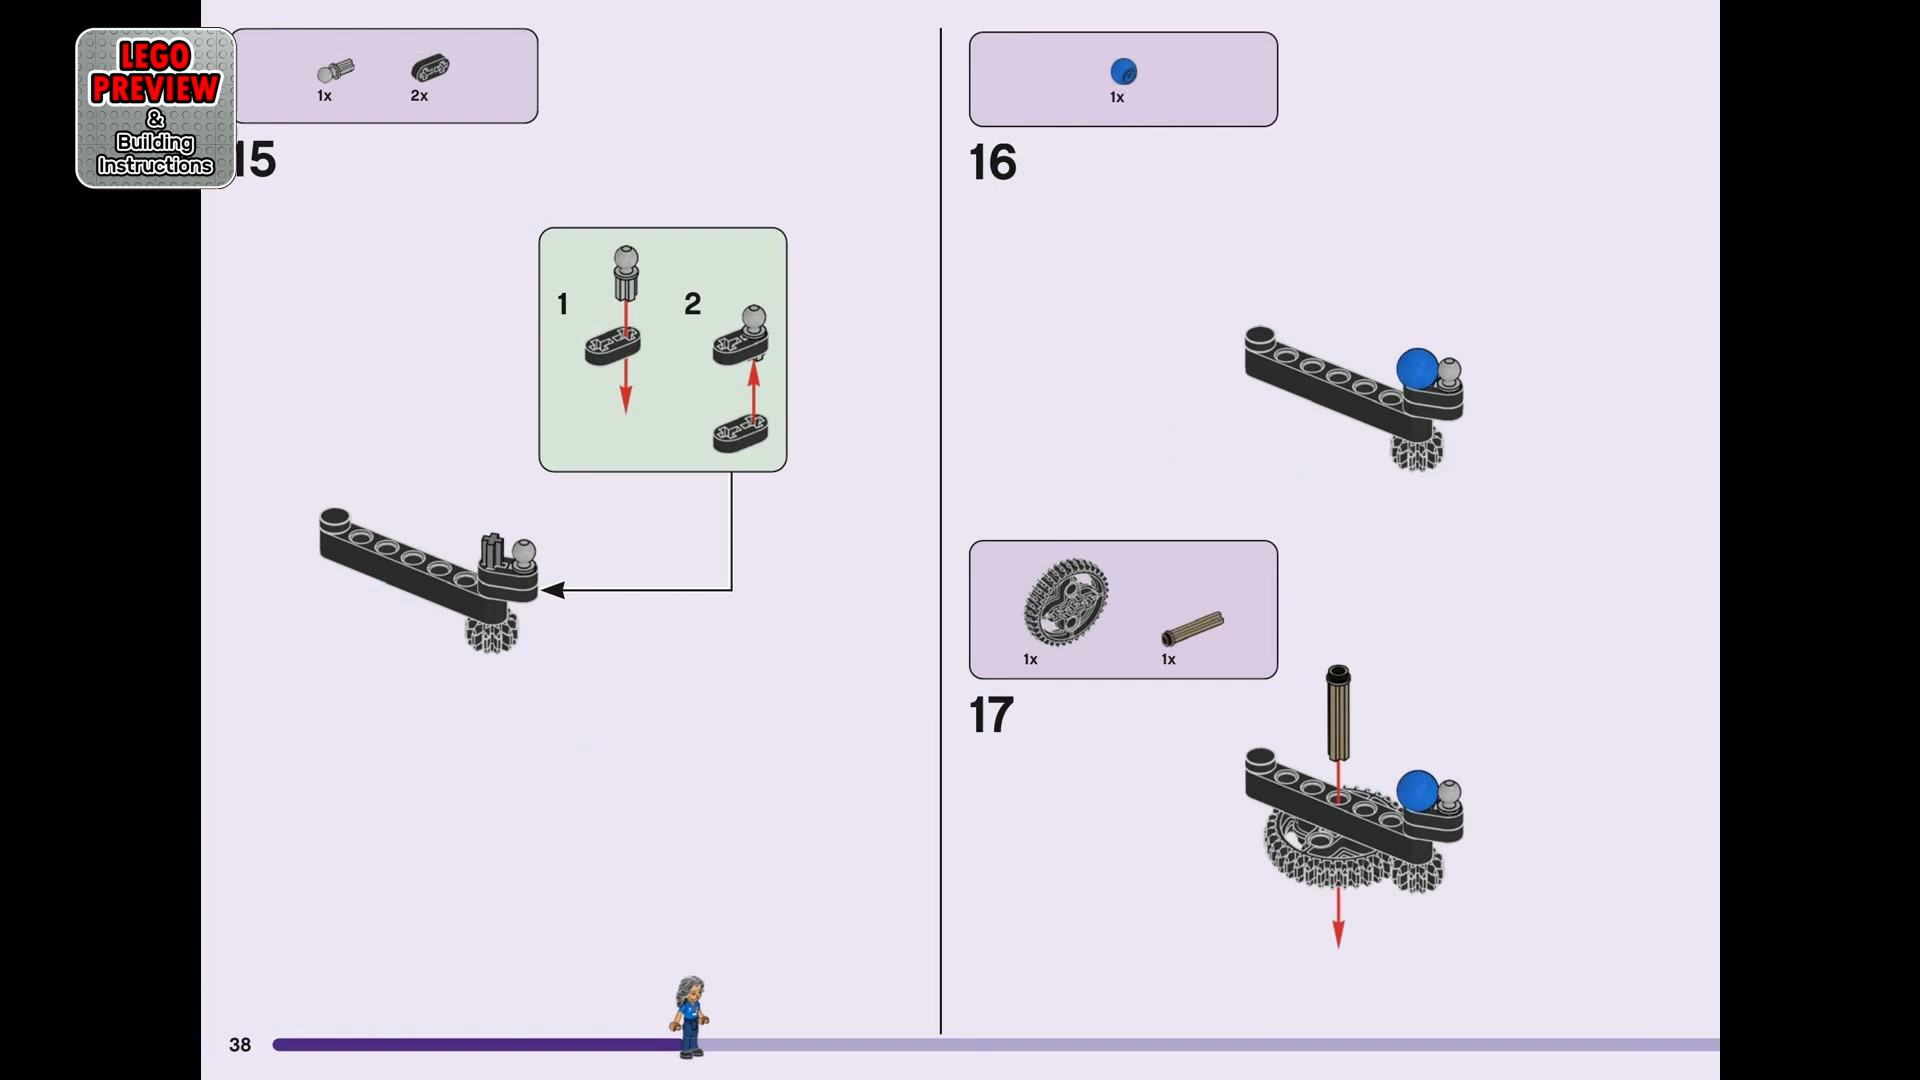 LEGO
PREVIEW
&
Building
Instructions
1x
2x
15
1
2
1x
16
1x
1x
17
38